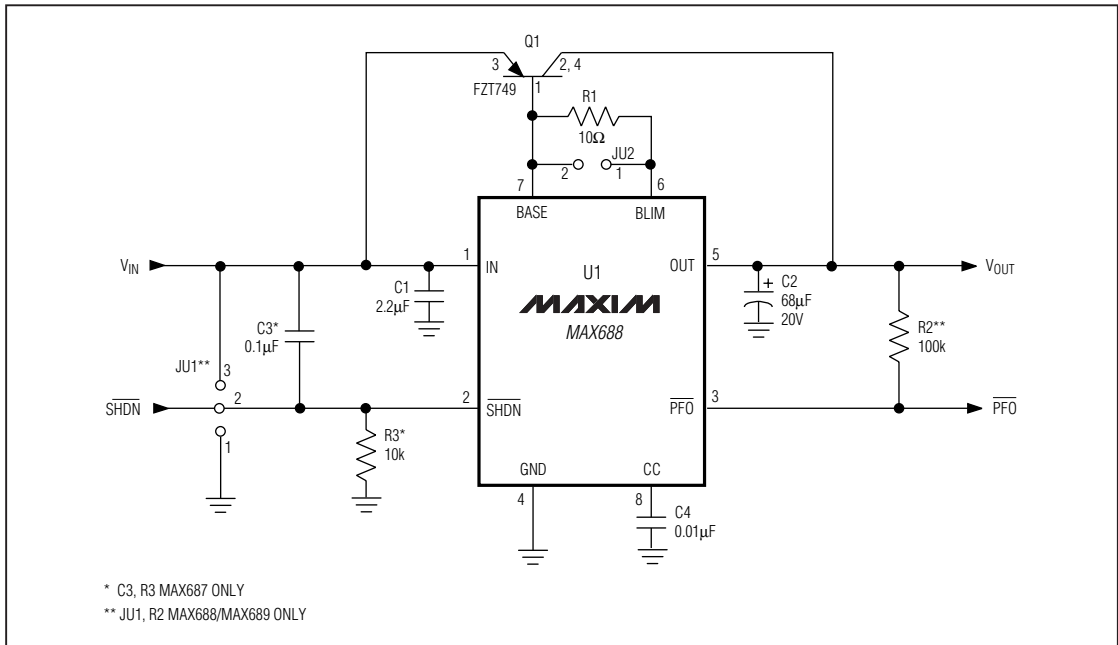 Q1
3
2, 4
FZT749
1
R1
10Ω
JU2
2
1
7
6
BASE
BLIM
VIN
1
IN
U1
OUT
5
VOUT
C1
2.2µF
MAXIM
MAX688
C2
68µF
20V
+
C3*
0.1µF
R2**
100k
JU1**
3
SHDN
2
2
SHDN
PFO
3
PFO
1
R3*
10k
GND
CC
4
8
C4
0.01µF
* C3, R3 MAX687 ONLY
** JU1, R2 MAX688/MAX689 ONLY